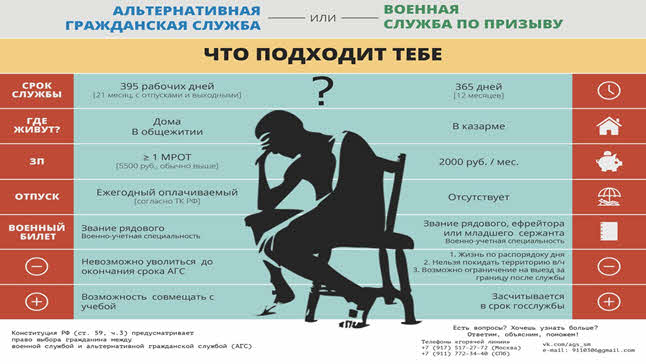 АЛЬТЕРНАТИВНАЯ
ГРАЖДАНСКАЯ СЛУЖБА
ИЛИ
ВОЕННАЯ
СЛУЖБА ПО ПРИЗЫВУ
ЧТО ПОДХОДИТ ТЕБЕ
?
СРОК
СЛУЖБЫ
395 рабочих дней
(21 месяц, с отпусками и выходными)
365 дней
(12 месяцев)
ГДЕ
ЖИВУТ?
Дома
В общежитии
В казарме
ЗП
≥ 1 МРОТ
(5500 руб., обычно выше)
2000 руб. / мес.
ОТПУСК
Ежегодный оплачиваемый
(согласно ТК РФ)
Отсутствует
ВОЕННЫЙ
БИЛЕТ
Звание рядового
Военно-учетная специальность
Звание рядового, ефрейтора
или младшего сержанта
Военно-учетная специальность
Невозможно уволиться до
окончания срока АГС
1. Жизнь по распорядку дня
2. Нельзя покидать территорию в/ч
3. Возможно ограничение на выезд за
границу после службы
Возможность совмещать с
учебой
Засчитывается
в срок госслужбы
Конституция РФ (ст. 59, ч.3) предусматривает
право выбора гражданина между
военной службой и альтернативной гражданской службой (АГС)
Есть вопросы? Хочешь узнать больше?
Ответим, объясним, поможем!
Телефоны «горячей линии»
+7 (917) 517-27-72 (Москва)
+7 (911) 772-34-40 (СПб)
vk.com/ags_sm
e-mail: 9110306@gmail.com